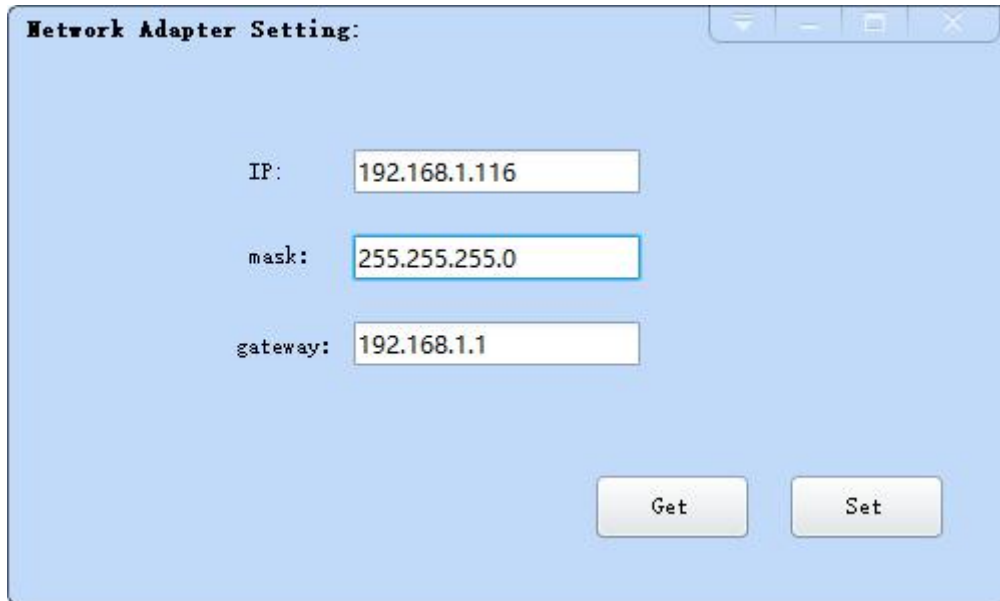 Network Adapter Setting:
IP: 192.168.1.116
mask: 255.255.255.0
gateway: 192.168.1.1
Get Set